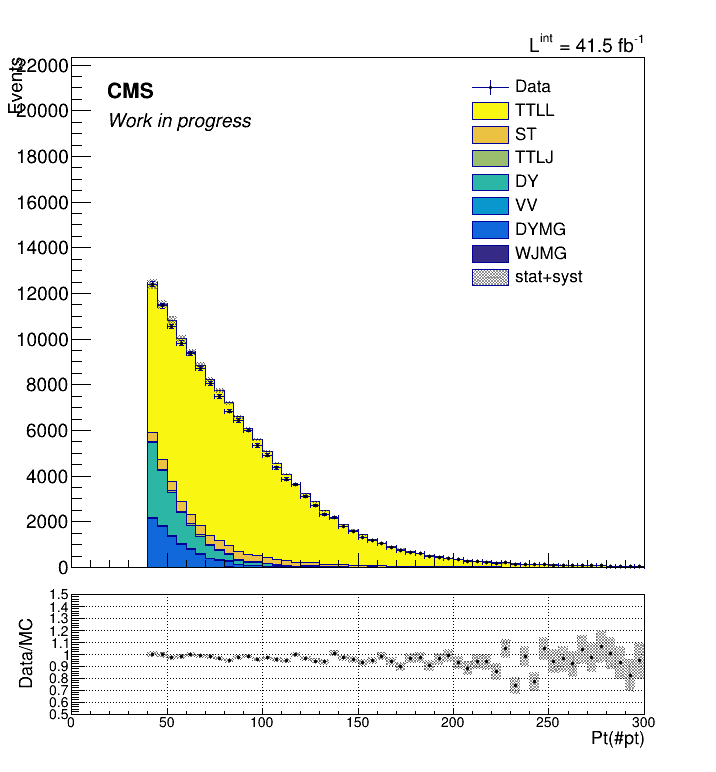 L^int = 41.5 fb^-1
Events
22000
20000
18000
16000
14000
12000
10000
8000
6000
4000
2000
0
CMS
Work in progress
Data
TTLL
ST
TTLJ
DY
VV
DYMG
WJMG
stat+syst
Data/MC
1.5
1.4
1.3
1.2
1.1
1
0.9
0.8
0.7
0.6
0.5
0 50 100 150 200 250 300
Pt(#pt)